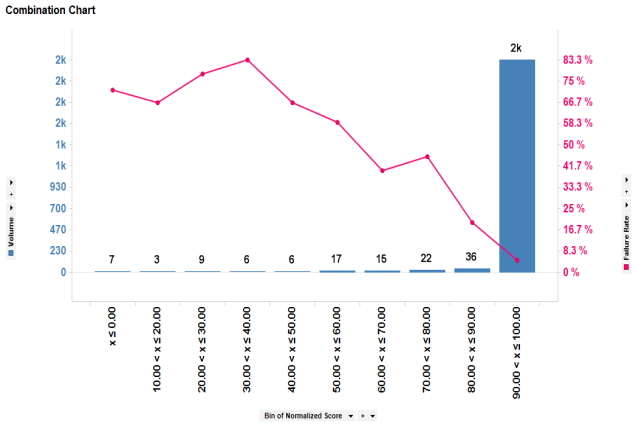 Combination Chart
2k
83.3 %
2k
75 %
2k
66.7 %
2k
58.3 %
1k
50 %
1k
41.7 %
930
33.3 %
700
25 %
470
16.7 %
230
8.3 %
0
0 %
7
3
9
6
6
17
15
22
36
2k
Volume
Failure Rate
x ≤ 0.00
10.00 < x ≤ 20.00
20.00 < x ≤ 30.00
30.00 < x ≤ 40.00
40.00 < x ≤ 50.00
50.00 < x ≤ 60.00
60.00 < x ≤ 70.00
70.00 < x ≤ 80.00
80.00 < x ≤ 90.00
90.00 < x ≤ 100.00
Bin of Normalized Score